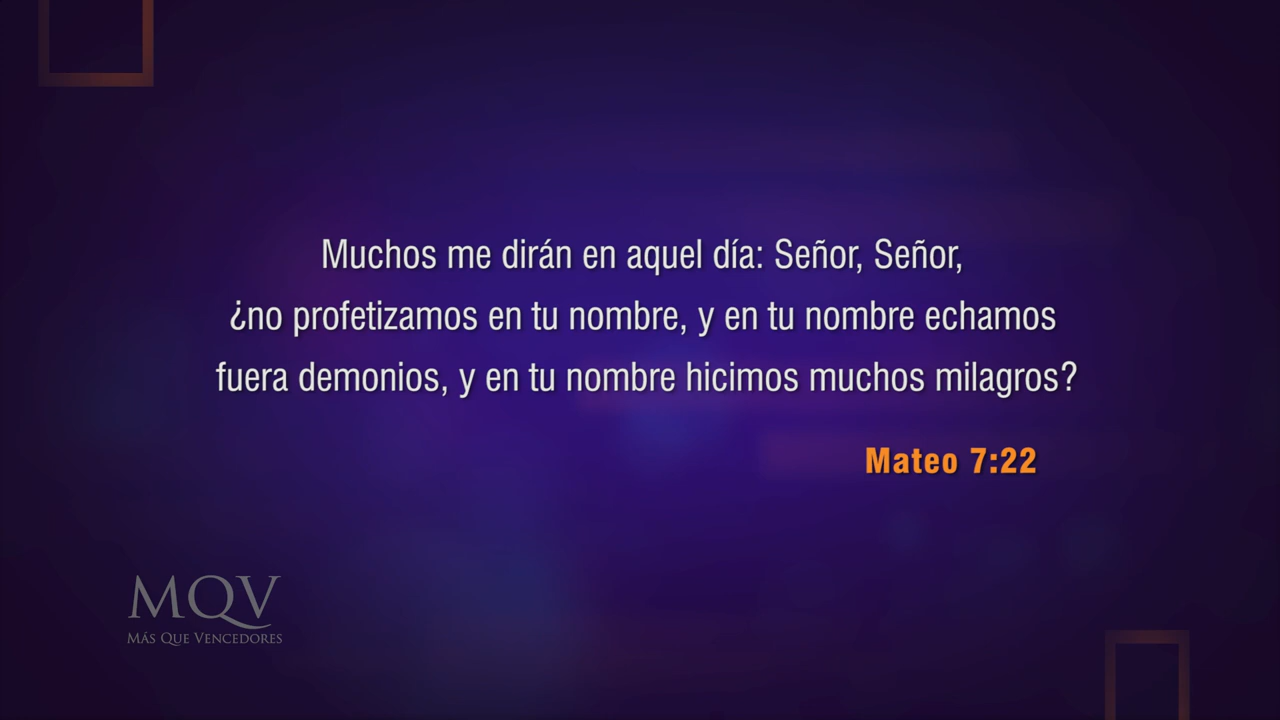 Muchos me dirán en aquel día: Señor, Señor,
¿no profetizamos en tu nombre, y en tu nombre echamos
fuera demonios, y en tu nombre hicimos muchos milagros?
Mateo 7:22
MQV
Más Que Vencedores